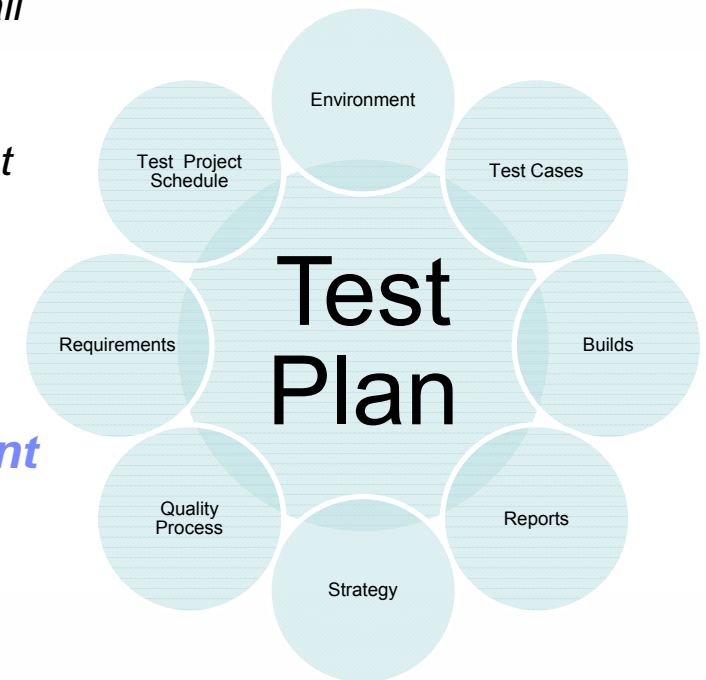 Environment
Test Project
Schedule
Test Cases
Test
Plan
Requirements
Builds
Quality
Process
Reports
Strategy